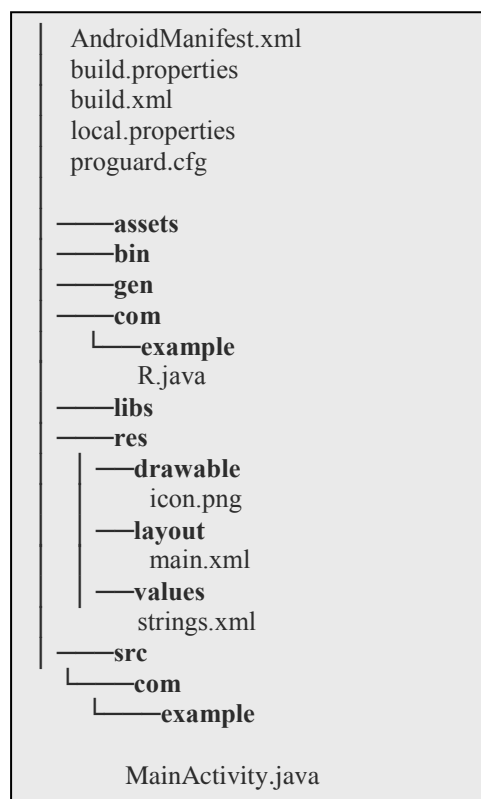 AndroidManifest.xml
build.properties
build.xml
local.properties
proguard.cfg
assets
bin
gen
com
example
R.java
libs
res
drawable
icon.png
layout
main.xml
values
strings.xml
src
com
example
MainActivity.java